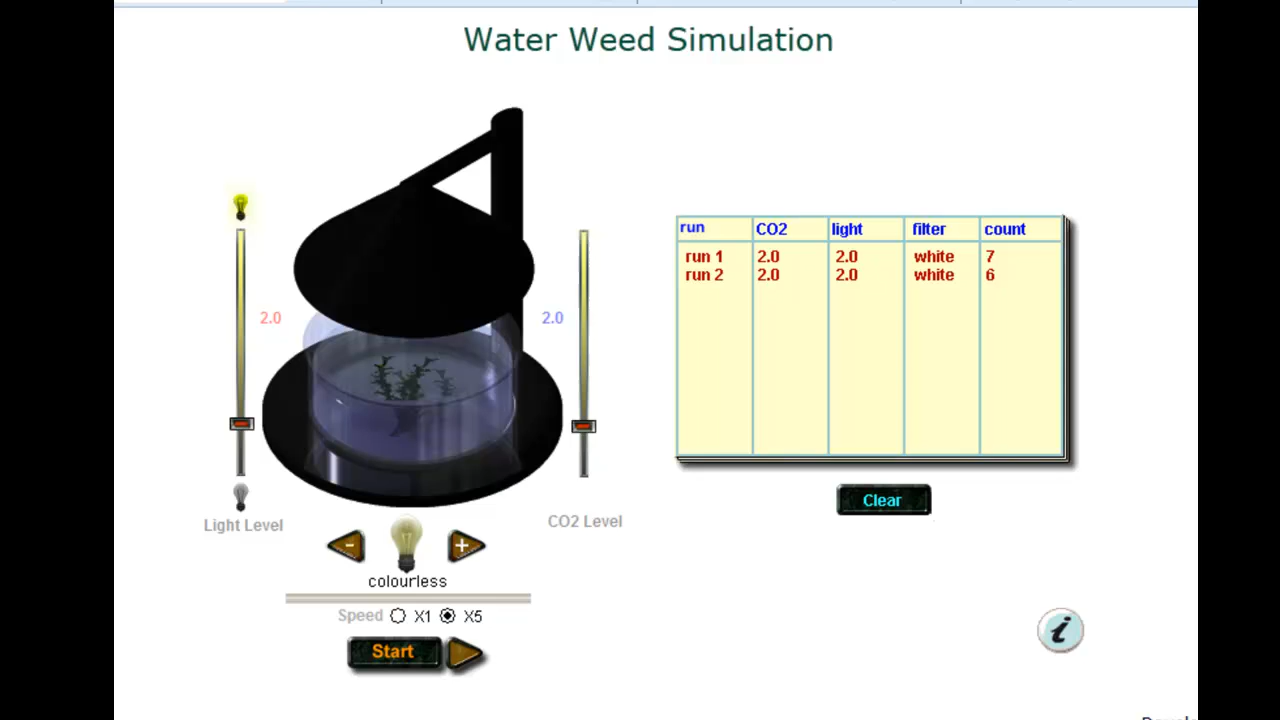 Water Weed Simulation
2.0
2.0
Light Level
CO2 Level
- +
colourless
Speed X1 X5
Start
run CO2 light filter count
run 1 2.0 2.0 white 7
run 2 2.0 2.0 white 6
Clear
i